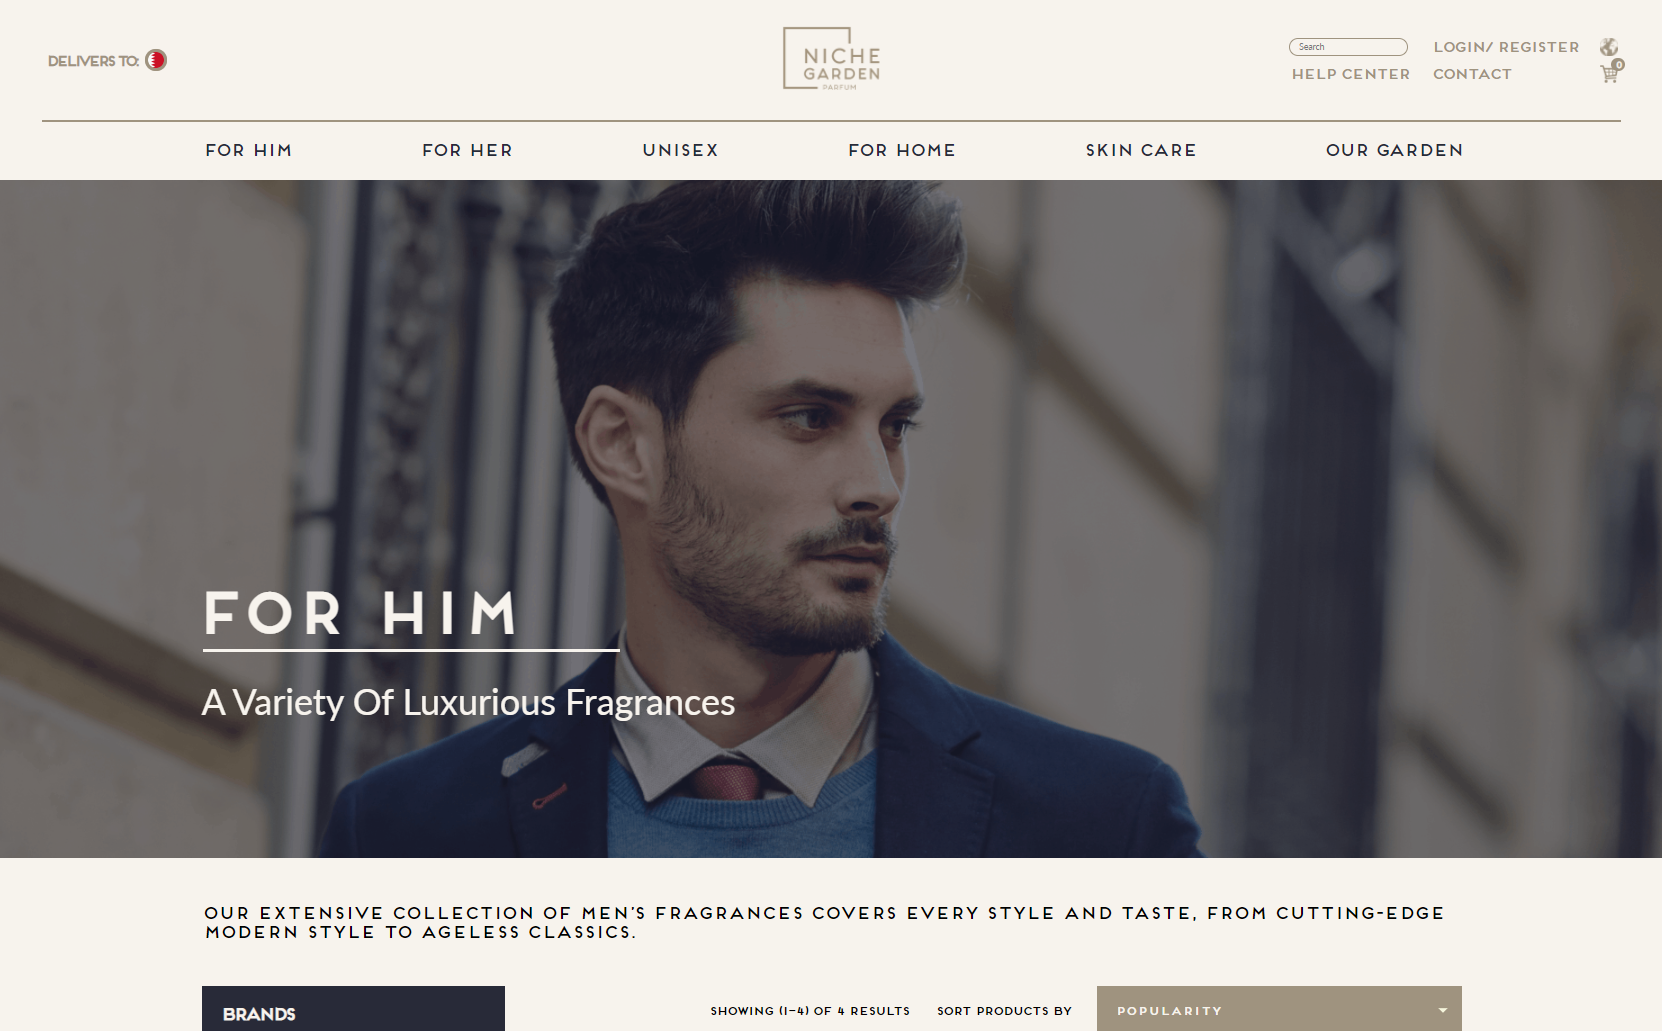 DELIVERS TO:
NICHE
GARDEN
PARFUM
Search
LOGIN/ REGISTER
HELP CENTER
CONTACT
0
FOR HIM
FOR HER
UNISEX
FOR HOME
SKIN CARE
OUR GARDEN
FOR HIM
A Variety Of Luxurious Fragrances
OUR EXTENSIVE COLLECTION OF MEN'S FRAGRANCES COVERS EVERY STYLE AND TASTE, FROM CUTTING-EDGE
MODERN STYLE TO AGELESS CLASSICS.
BRANDS
SHOWING (1–4) OF 4 RESULTS
SORT PRODUCTS BY
POPULARITY